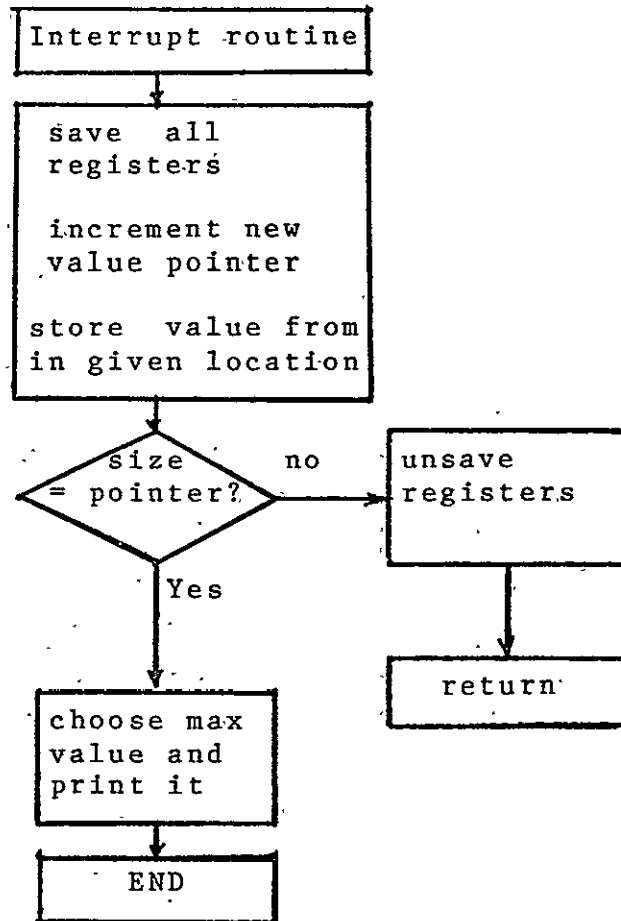 Interrupt routine
save all
registers
increment new
value pointer
store value from
in given location
size
= pointer?
no
unsave
registers
Yes
return
choose max
value and
print it
END